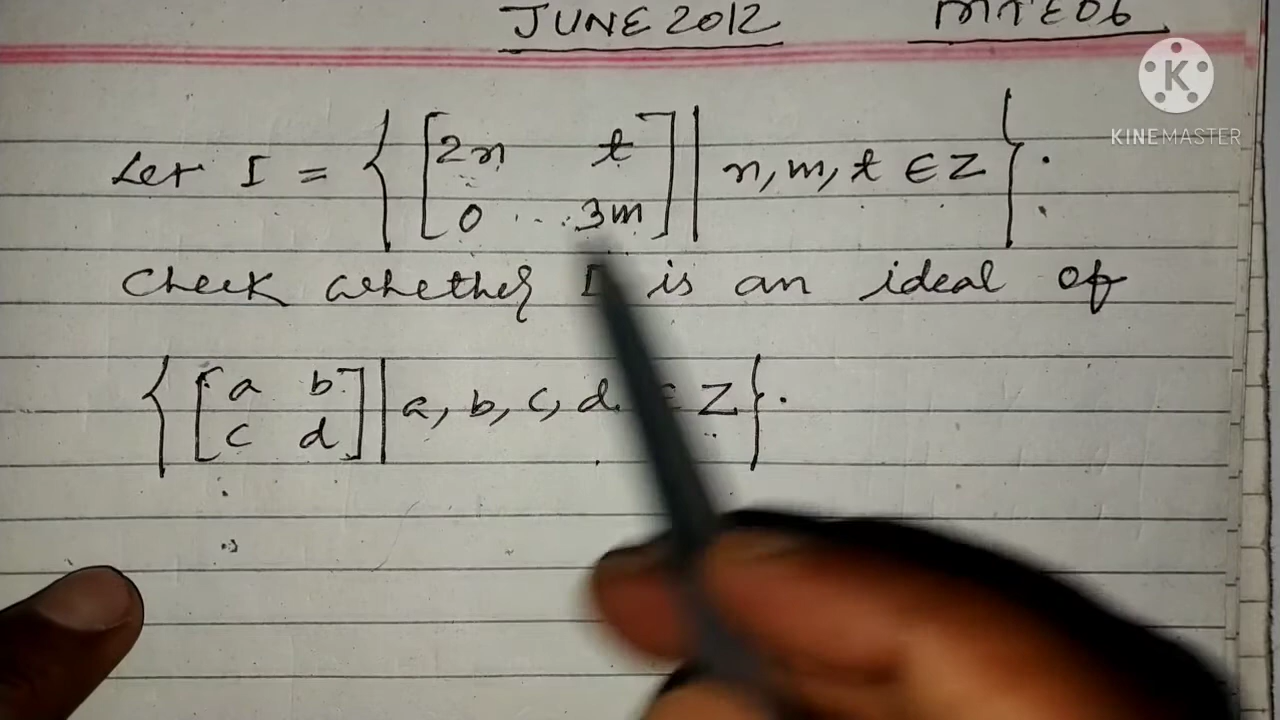 JUNE 2012 MTE06
K
KINEMASTER
Let I = { [ 2n t ] | n, m, t ∈ Z } .
[ 0 ... 3m ]
Check whether I is an ideal of
{ [ a b ] | a, b, c, d ∈ Z } .
[ c d ]